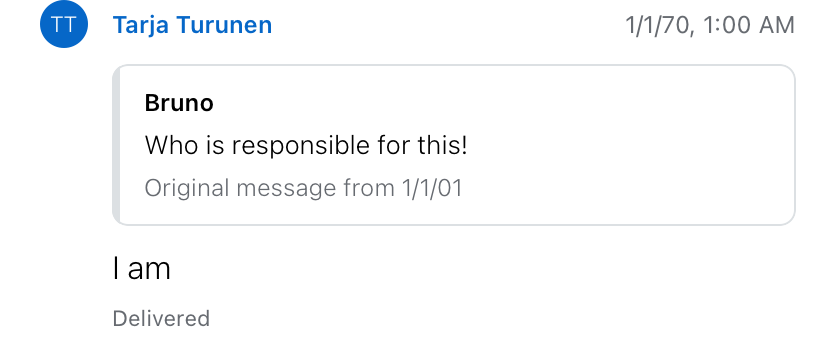 TT
Tarja Turunen 1/1/70, 1:00 AM
Bruno
Who is responsible for this!
Original message from 1/1/01
I am
Delivered